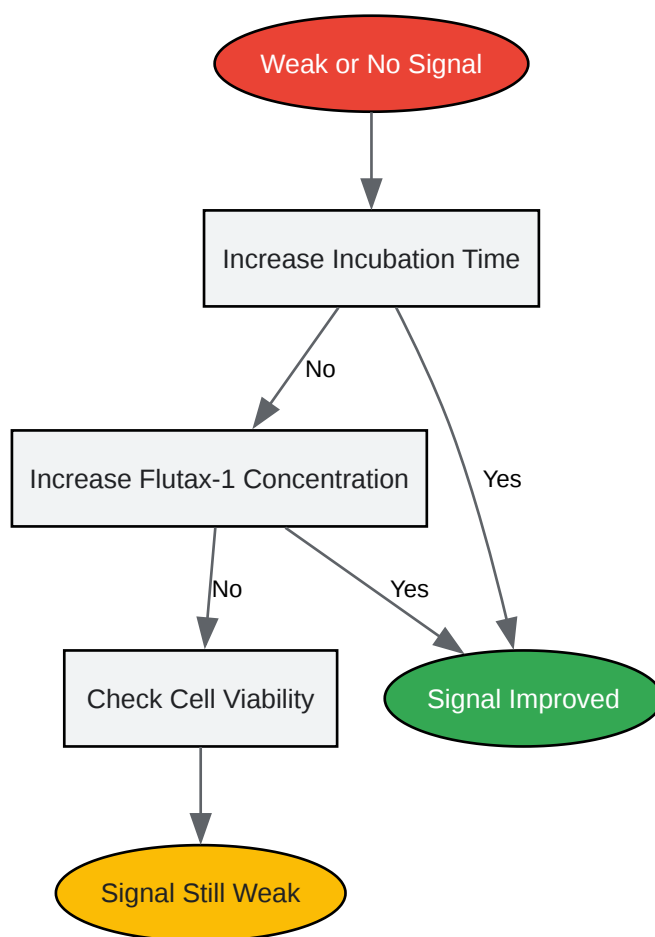 Weak or No Signal
Increase Incubation Time
No
Increase Flutax-1 Concentration
Yes
No
Yes
Check Cell Viability
Signal Improved
Signal Still Weak